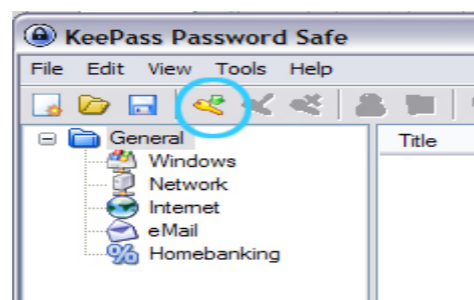 KeePass Password Safe
File Edit View Tools Help
General Title
Windows
Network
Internet
eMail
Homebanking